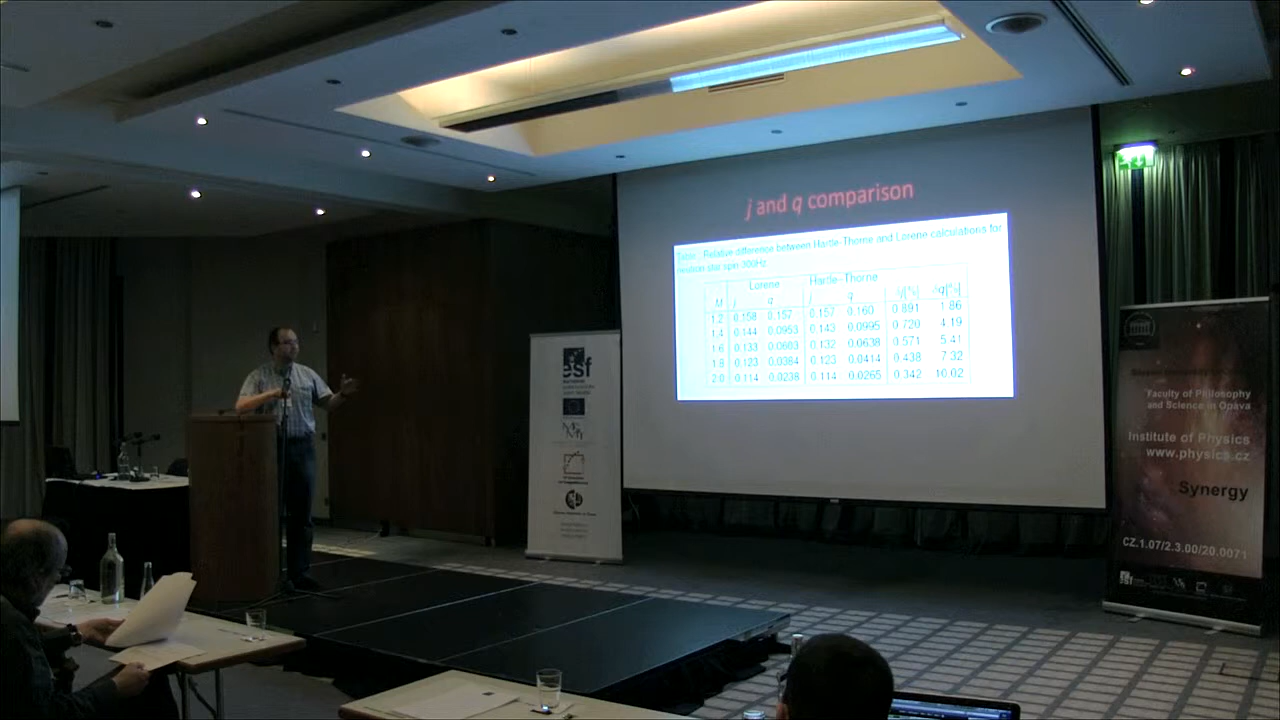 j and q comparison
Table: Relative difference between Hartle-Thorne and Lorene calculations for
neutron star spin 300Hz
Lorene Hartle-Thorne
M j q j q
1.2 0.158 0.157 0.157 0.160 0.891 1.86
1.4 0.144 0.0953 0.143 0.0995 0.720 4.19
1.6 0.133 0.0603 0.132 0.0638 0.571 5.41
1.8 0.123 0.0384 0.123 0.0414 0.438 7.32
2.0 0.114 0.0238 0.114 0.0265 0.342 10.02
esf
Faculty of Philosophy
and Science in Opava
Institute of Physics
www.physics.cz
Synergy
CZ.1.07/2.3.00/20.0071
esf